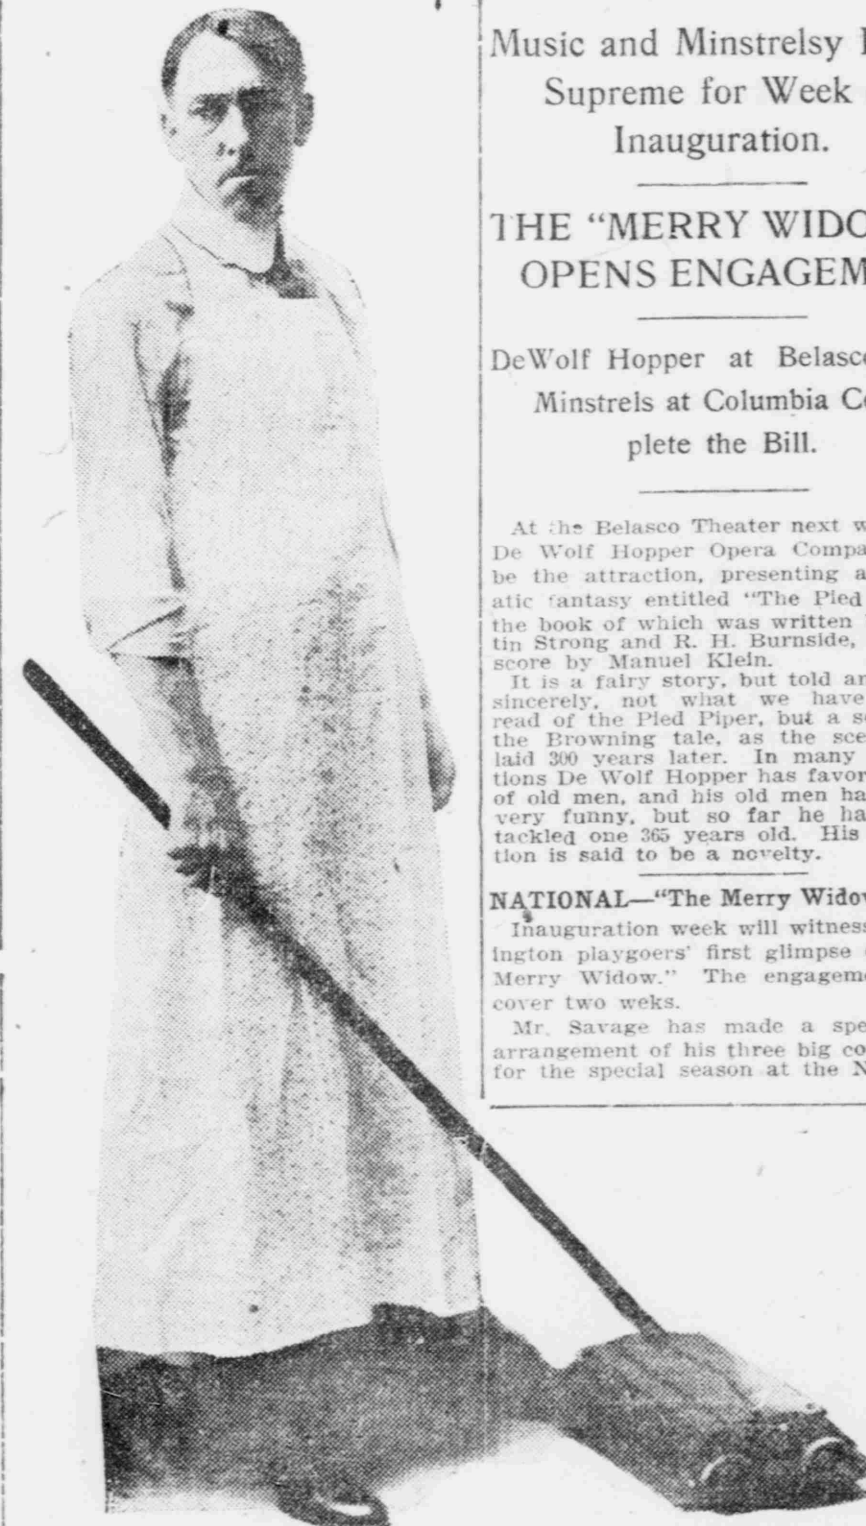 Music and Minstrelsy
Supreme for Week
Inauguration.
THE "MERRY WIDO
OPENS ENGAGEM
DeWolf Hopper at Belasco
Minstrels at Columbia Co
plete the Bill.
At the Belasco Theater next w
De Wolf Hopper Opera Compa
be the attraction, presenting a
atic fantasy entitled "The Pied
the book of which was written
tin Strong and R. H. Burnside,
score by Manuel Klein.
It is a fairy story, but told ar
sincerely, not what we have
read of the Pied Piper, but a s
the Browning tale, as the sce
laid 300 years later. In many
tions De Wolf Hopper has favor
of old men, and his old men ha
very funny, but so far he ha
tackled one 365 years old. His
tion is said to be a novelty.
NATIONAL—"The Merry Widow
Inauguration week will witness
ington playgoers' first glimpse
Merry Widow." The engageme
cover two weks.
Mr. Savage has made a spe
arrangement of his three big co
for the special season at the N